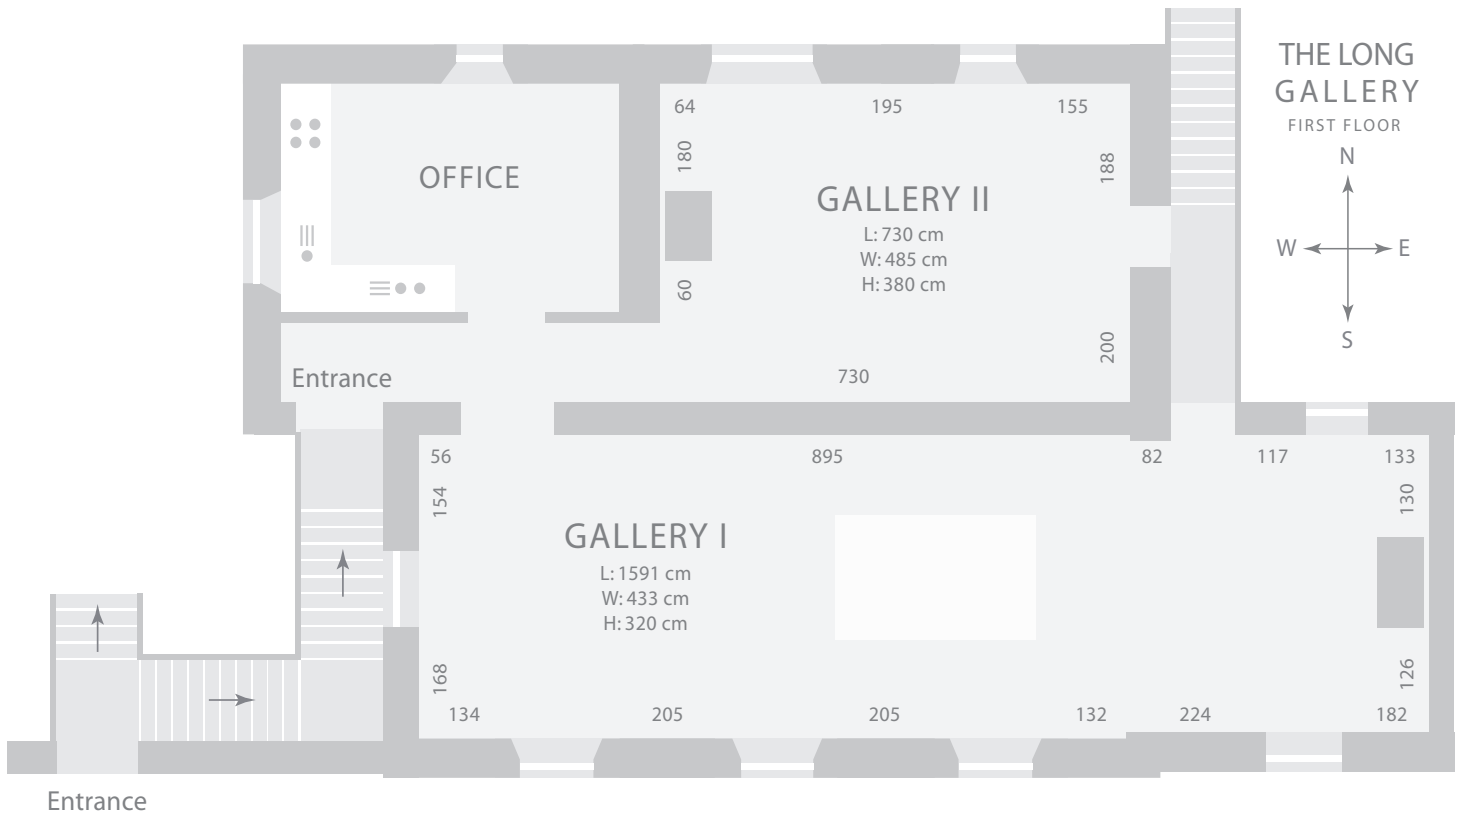 THE LONG
GALLERY
FIRST FLOOR
N
W E
S
64 195 155
180
188
OFFICE
GALLERY II
L: 730 cm
W: 485 cm
H: 380 cm
60
200
730
Entrance
56 895 82 117 133
154
130
GALLERY I
L: 1591 cm
W: 433 cm
H: 320 cm
168
126
134 205 205 132 224 182
Entrance